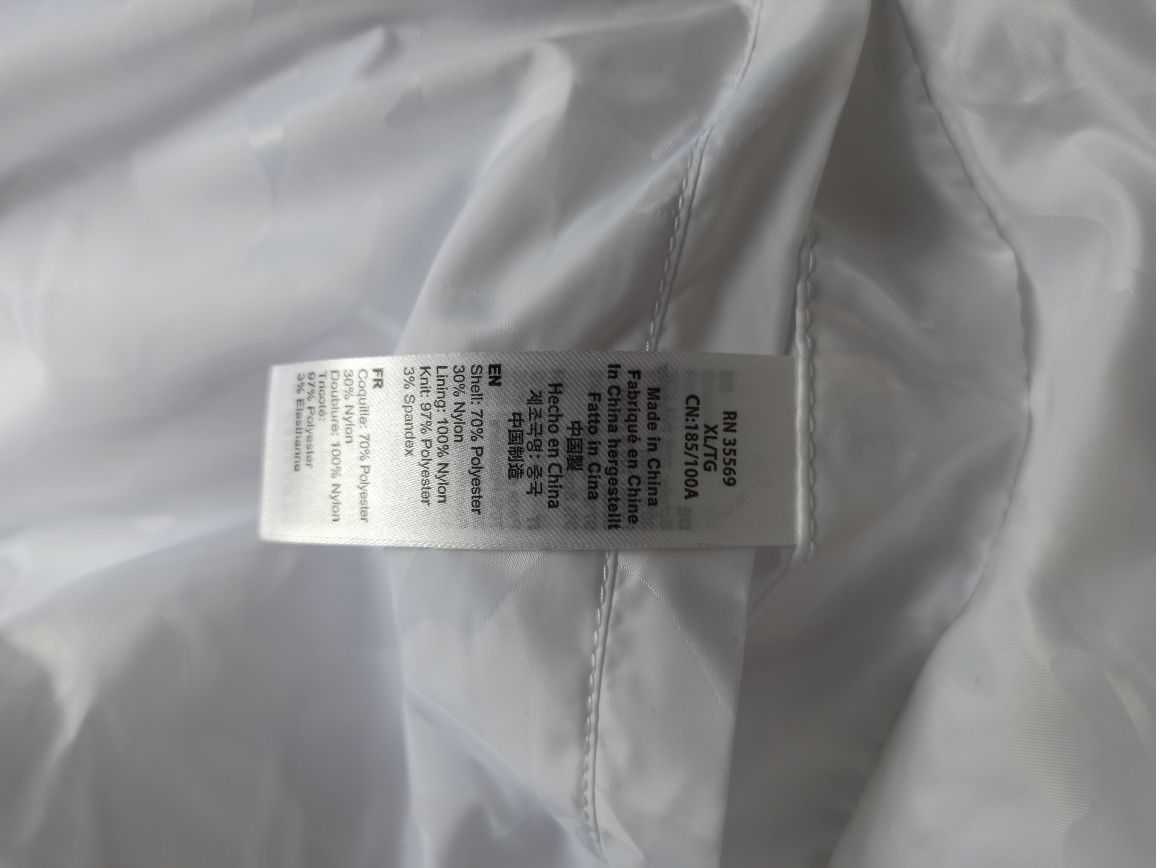 RN 35569
XL/TG
CN:185/100A
Made in China
Fabriqué en Chine
In China hergestellt
Fatto in Cina
中国製
Hecho en China
제조국명: 중국
中国制造
EN
Shell: 70% Polyester
30% Nylon
Lining: 100% Nylon
Knit: 97% Polyester
3% Spandex
FR
Coquille: 70% Polyester
30% Nylon
Doublure: 100% Nylon
Tricoté:
97% Polyester
3% Elasthanne